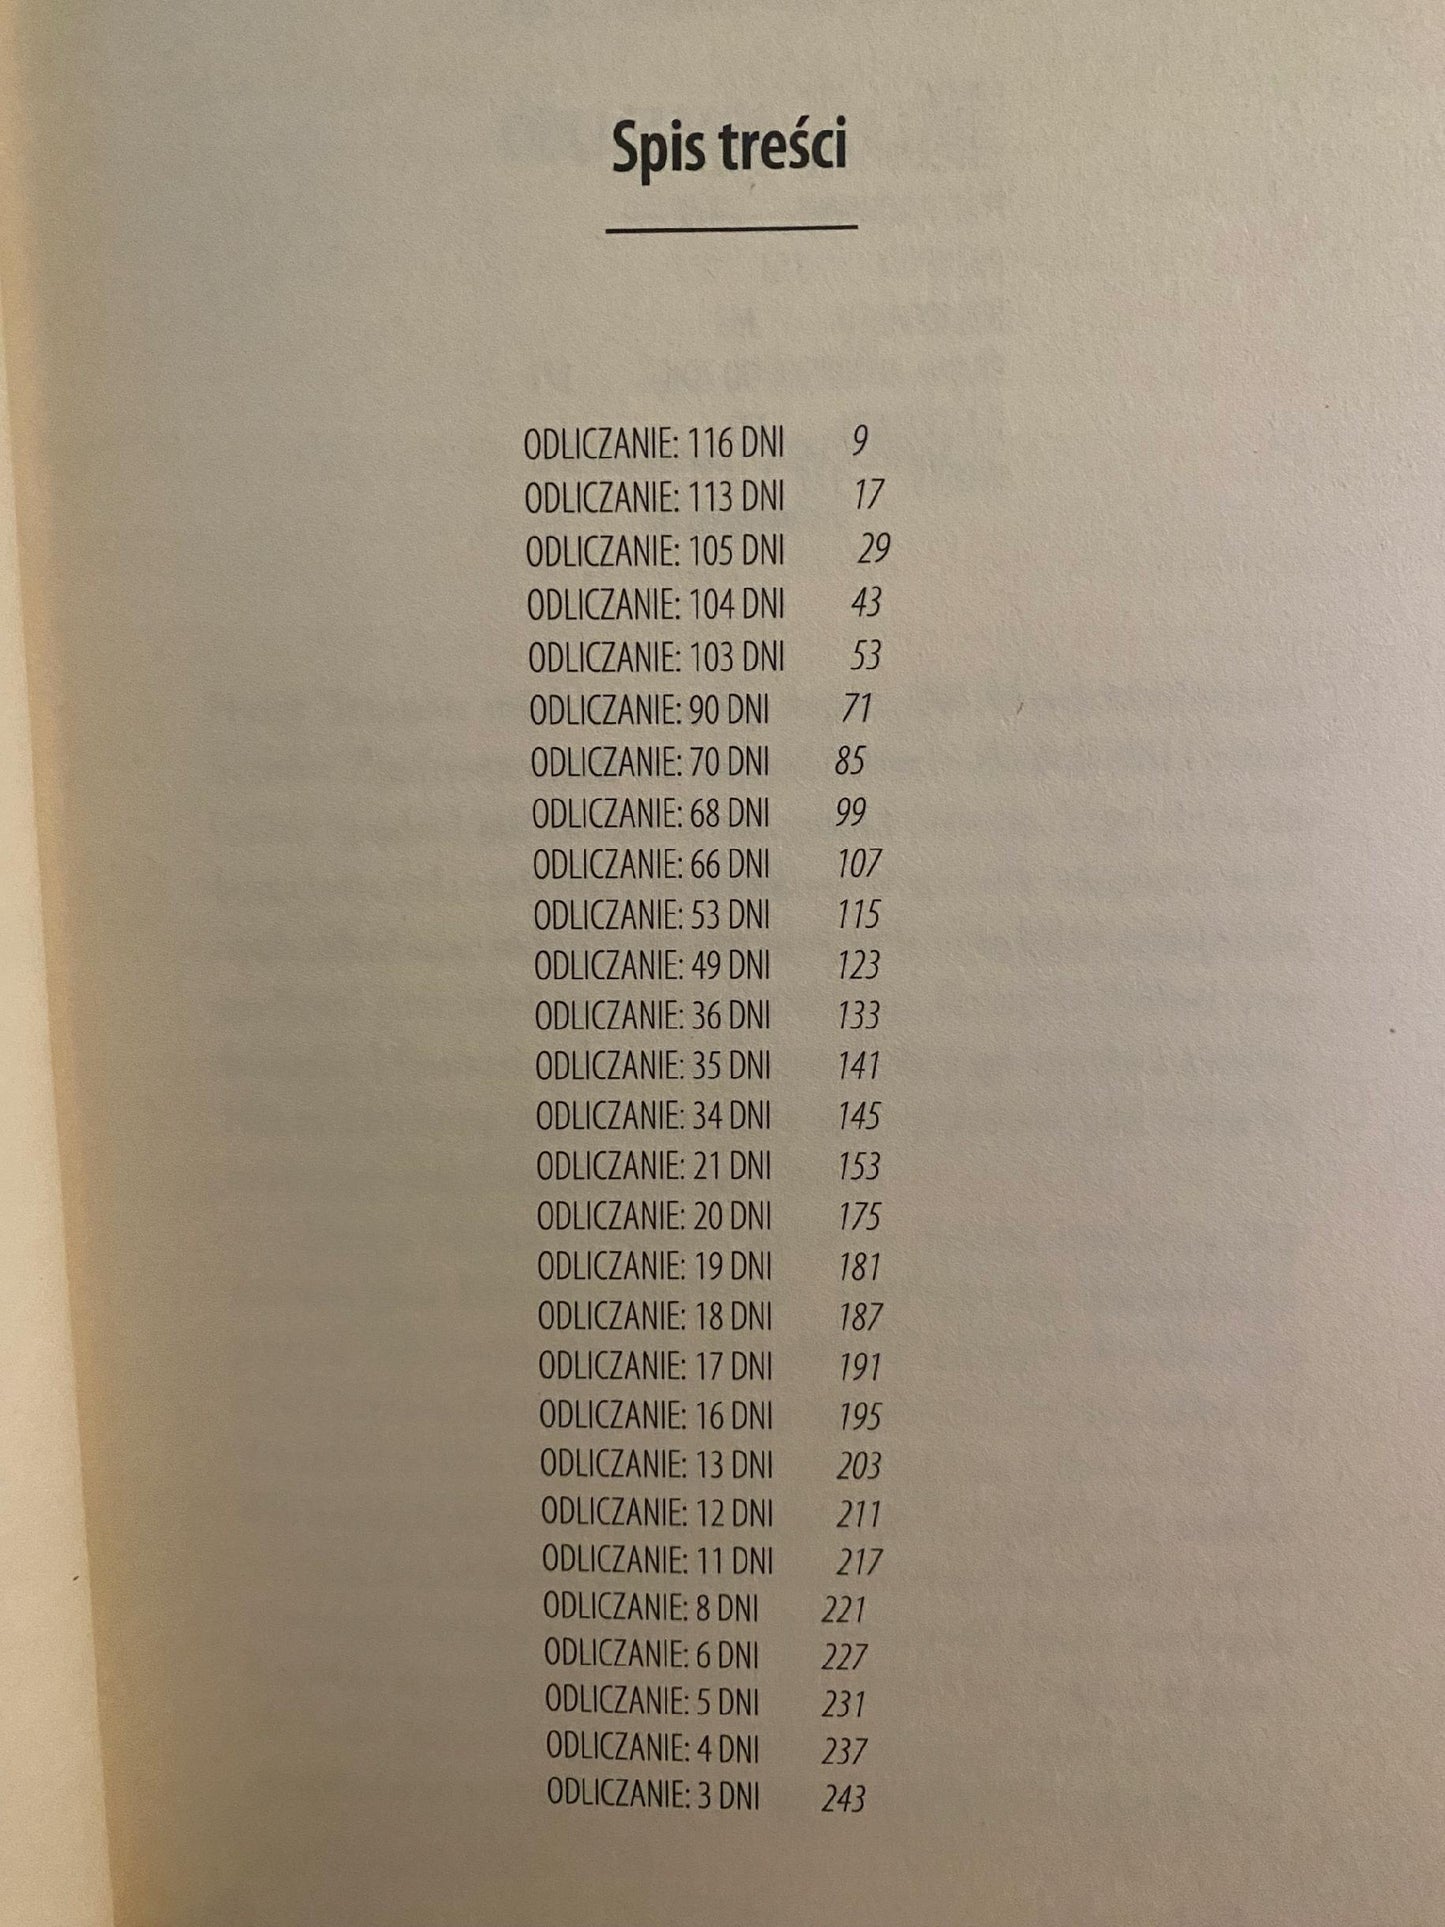 Spis treści
ODLICZANIE: 116 DNI 9
ODLICZANIE: 113 DNI 17
ODLICZANIE: 105 DNI 29
ODLICZANIE: 104 DNI 43
ODLICZANIE: 103 DNI 53
ODLICZANIE: 90 DNI 71
ODLICZANIE: 70 DNI 85
ODLICZANIE: 68 DNI 99
ODLICZANIE: 66 DNI 107
ODLICZANIE: 53 DNI 115
ODLICZANIE: 49 DNI 123
ODLICZANIE: 36 DNI 133
ODLICZANIE: 35 DNI 141
ODLICZANIE: 34 DNI 145
ODLICZANIE: 21 DNI 153
ODLICZANIE: 20 DNI 175
ODLICZANIE: 19 DNI 181
ODLICZANIE: 18 DNI 187
ODLICZANIE: 17 DNI 191
ODLICZANIE: 16 DNI 195
ODLICZANIE: 13 DNI 203
ODLICZANIE: 12 DNI 211
ODLICZANIE: 11 DNI 217
ODLICZANIE: 8 DNI 221
ODLICZANIE: 6 DNI 227
ODLICZANIE: 5 DNI 231
ODLICZANIE: 4 DNI 237
ODLICZANIE: 3 DNI 243